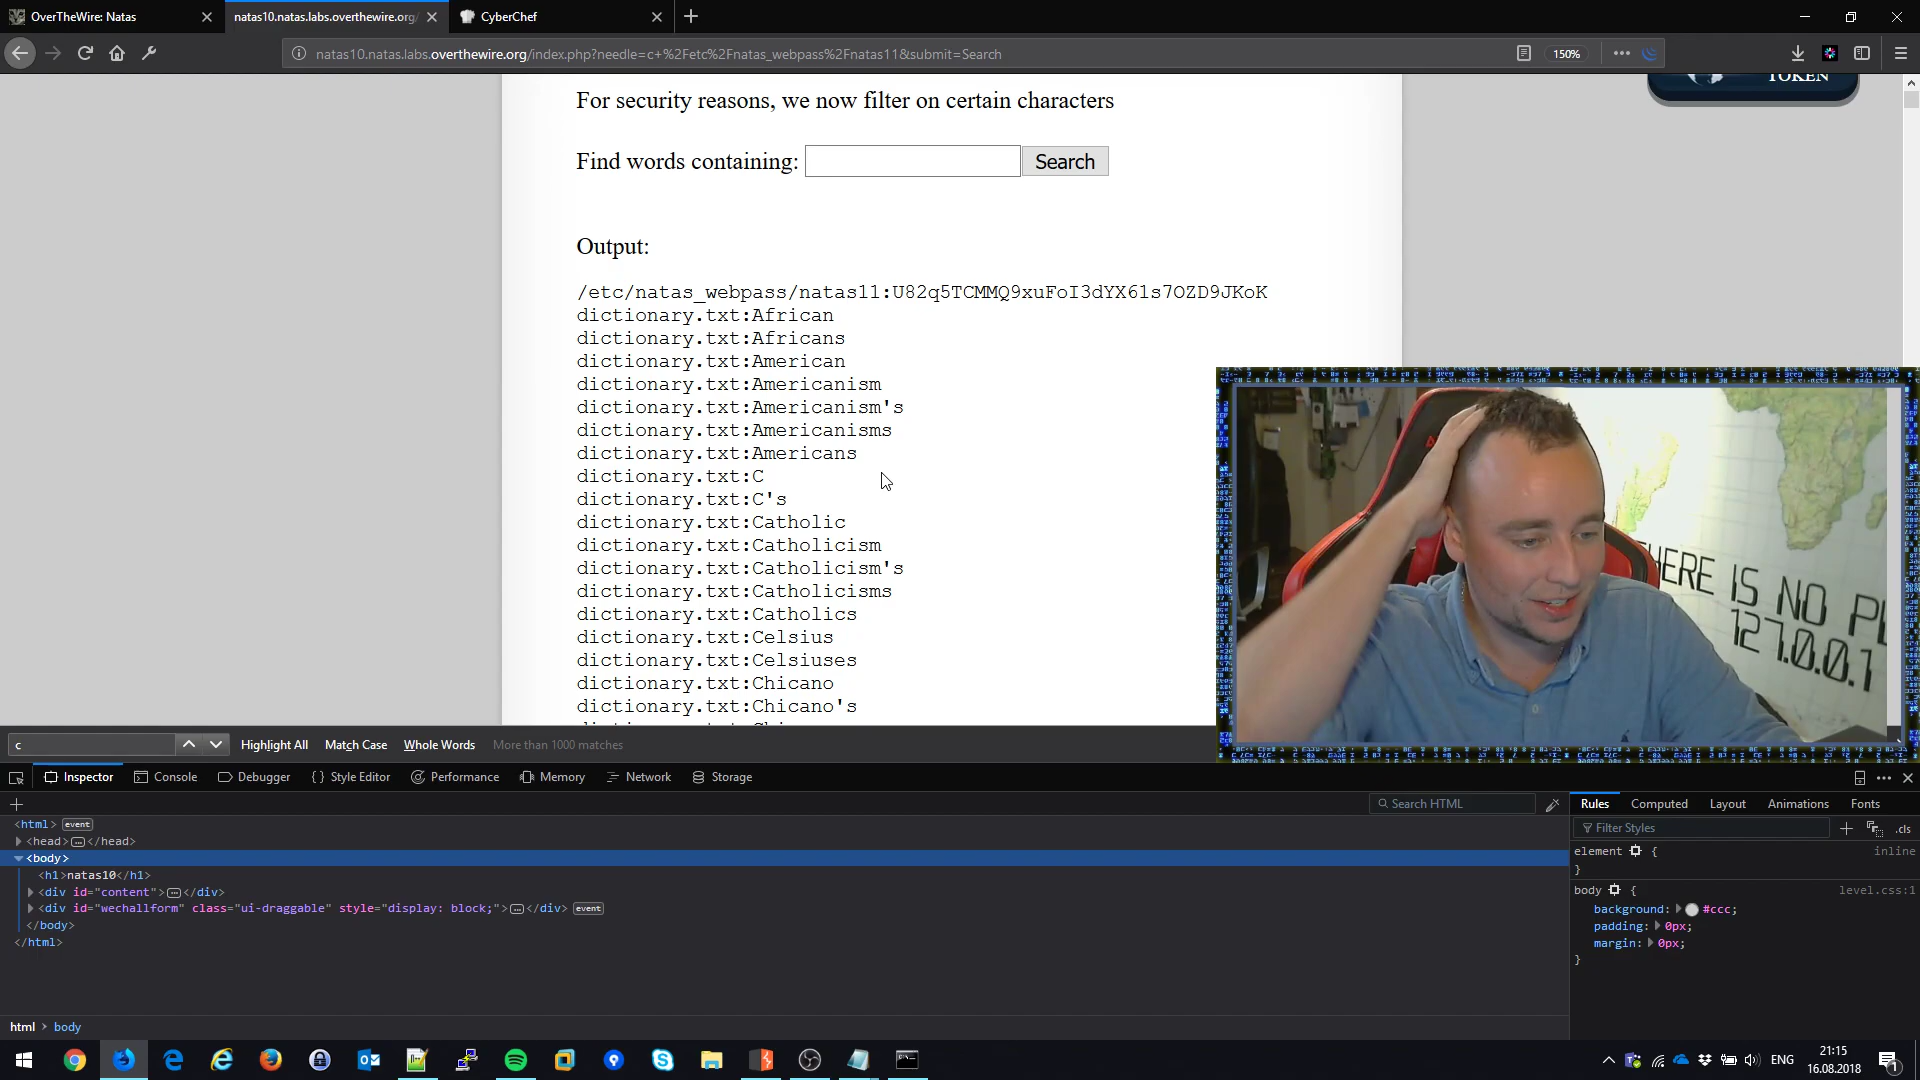 OverTheWire: Natas
natas10.natas.labs.overthewire.org/
CyberChef
natas10.natas.labs.overthewire.org/index.php?needle=c+%2Fetc%2Fnatas_webpass%2Fnatas11&submit=Search
150%
TOKEN
For security reasons, we now filter on certain characters
Find words containing:
Search
Output:
/etc/natas_webpass/natas11:U82q5TCMMQ9xuFoI3dYX61s7OZD9JKoK
dictionary.txt:African
dictionary.txt:Africans
dictionary.txt:American
dictionary.txt:Americanism
dictionary.txt:Americanism's
dictionary.txt:Americanisms
dictionary.txt:Americans
dictionary.txt:C
dictionary.txt:C's
dictionary.txt:Catholic
dictionary.txt:Catholicism
dictionary.txt:Catholicism's
dictionary.txt:Catholicisms
dictionary.txt:Catholics
dictionary.txt:Celsius
dictionary.txt:Celsiuses
dictionary.txt:Chicano
dictionary.txt:Chicano's
HERE IS NO PL
127.0.0.1
c
Highlight All
Match Case
Whole Words
More than 1000 matches
Inspector
Console
Debugger
{} Style Editor
Performance
Memory
Network
Storage
Search HTML
Rules
Computed
Layout
Animations
Fonts
Filter Styles
.cls
<html> event
<head></head>
<body>
<h1>natas10</h1>
<div id="content"></div>
<div id="wechallform" class="ui-draggable" style="display: block;"></div> event
</body>
</html>
element {
inline
}
body {
level.css:1
background: #ccc;
padding: 0px;
margin: 0px;
}
html > body
ENG
21:15
16.08.2018
1